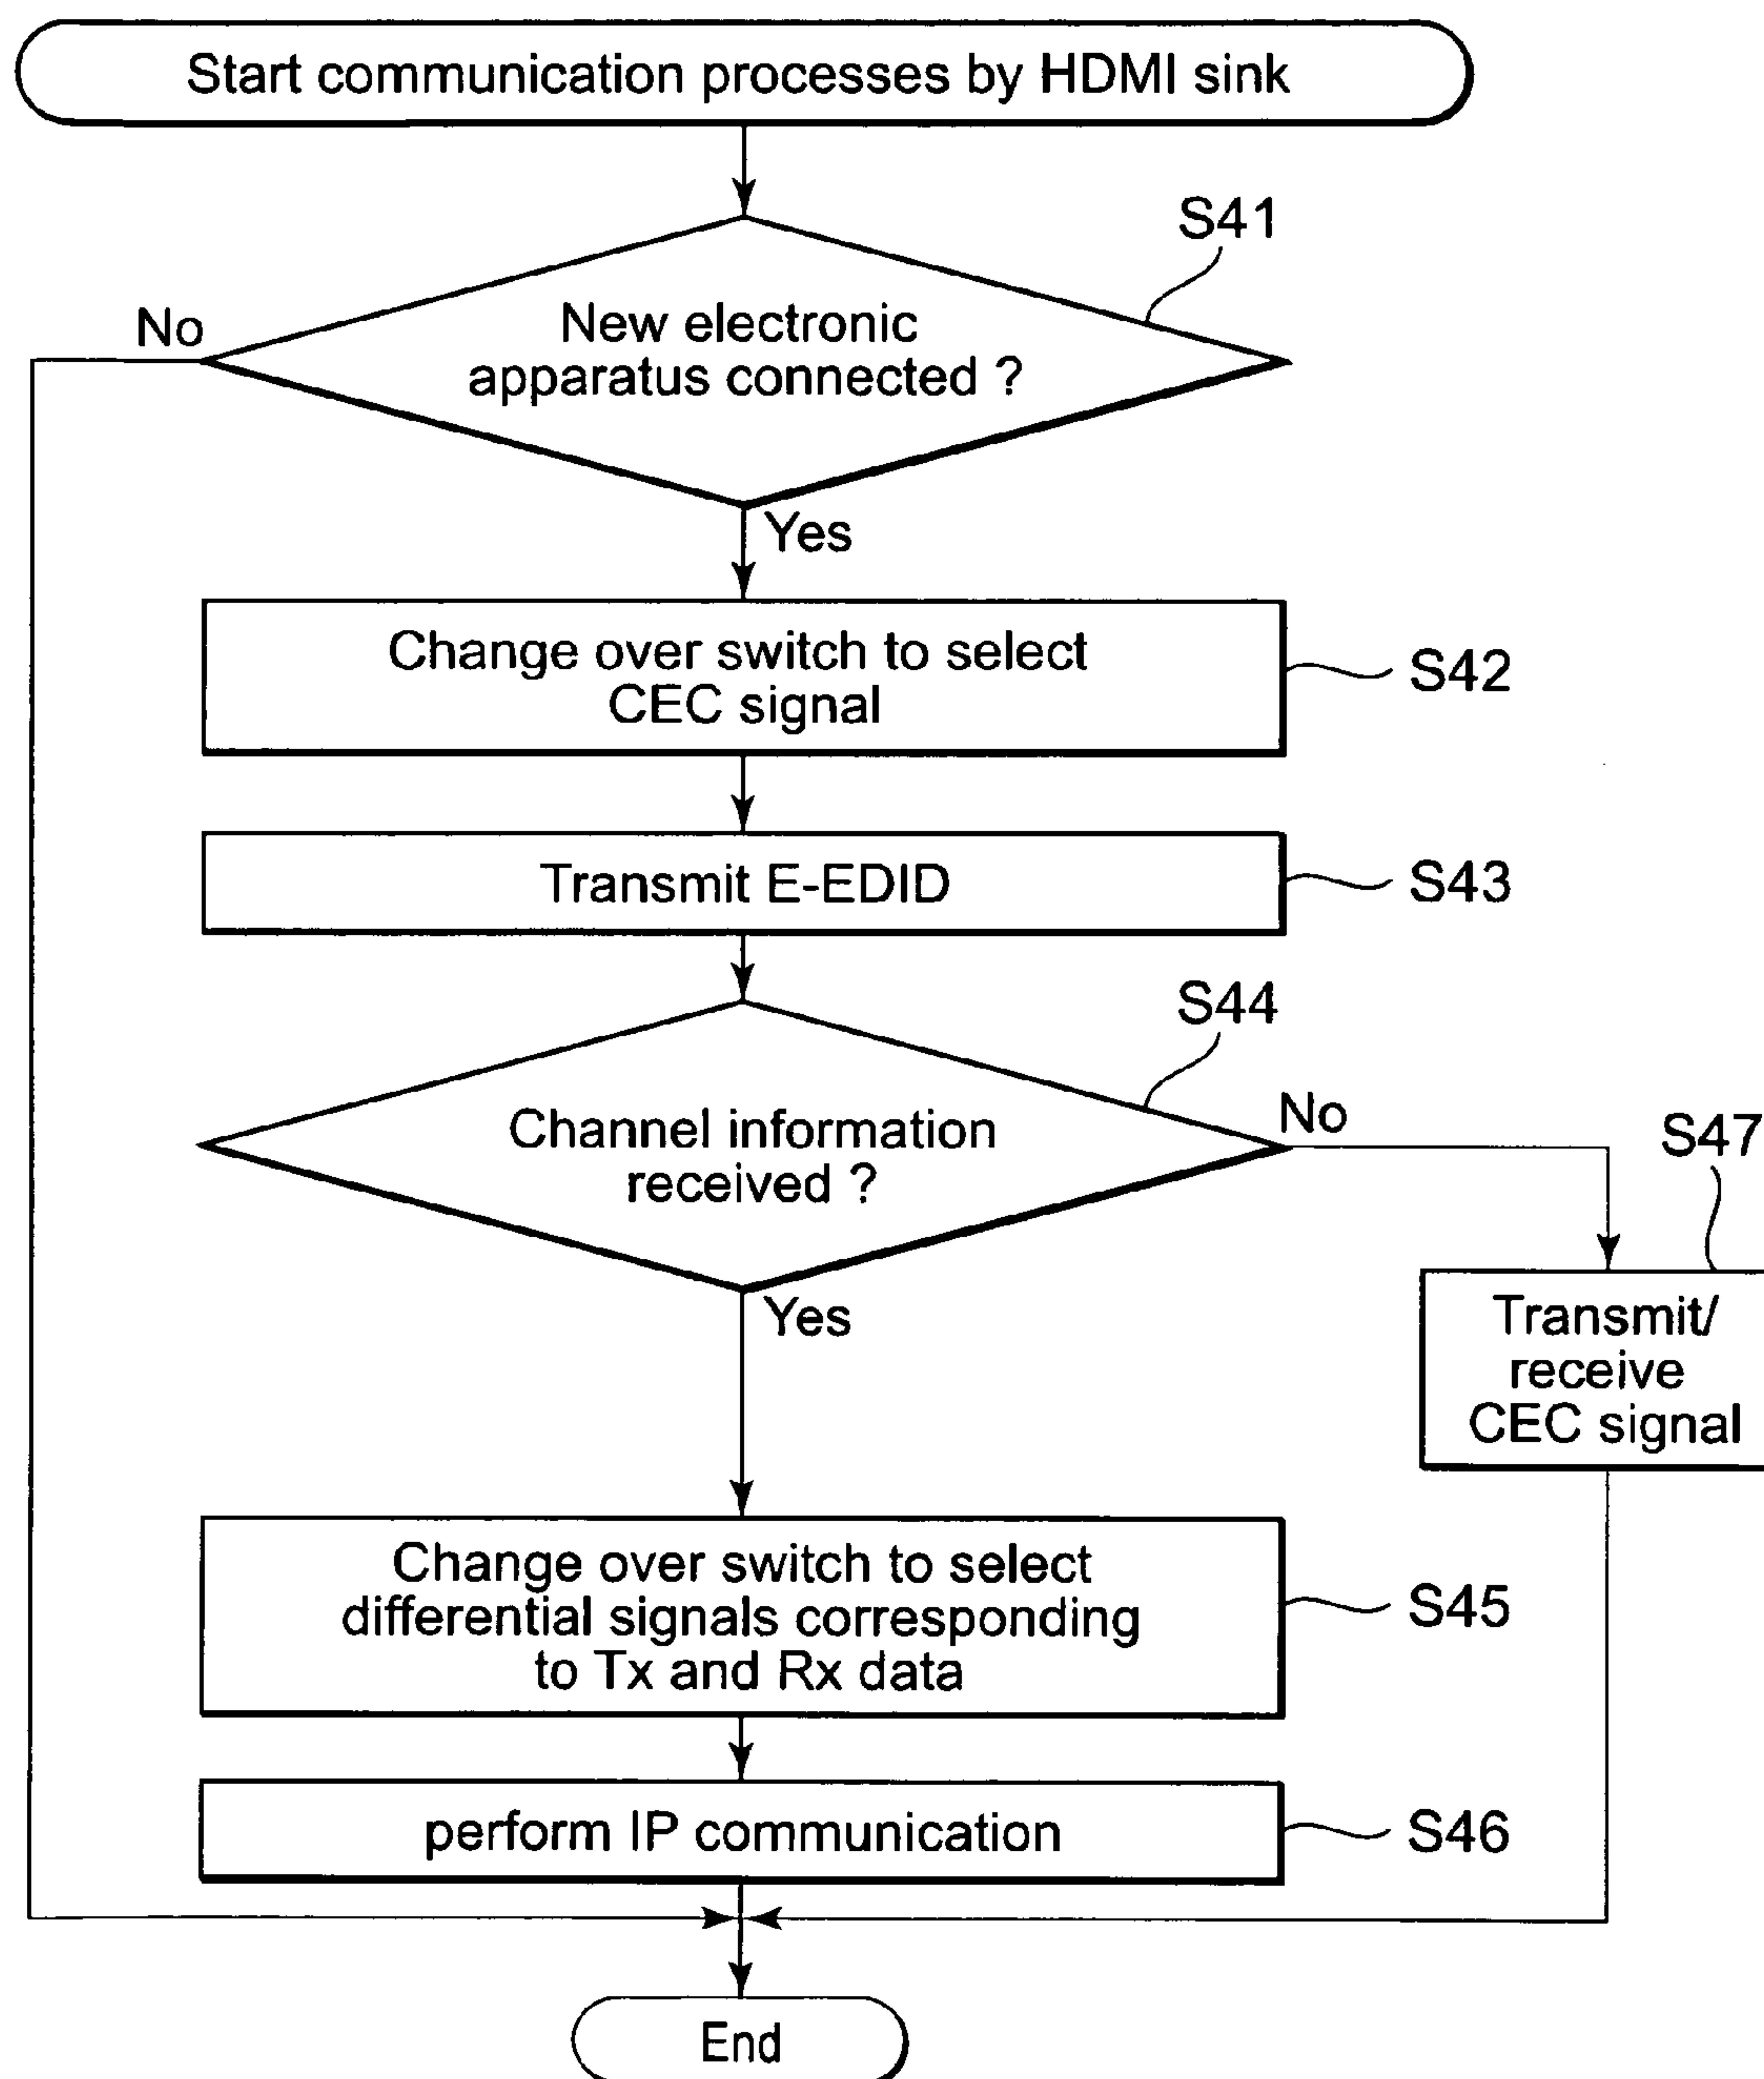 Start communication processes by HDMI sink
S41
No
New electronic
apparatus connected ?
Yes
Change over switch to select
CEC signal
S42
Transmit E-EDID
S43
S44
Channel information
received ?
No
S47
Yes
Transmit/
receive
CEC signal
Change over switch to select
differential signals corresponding
to Tx and Rx data
S45
perform IP communication
S46
End